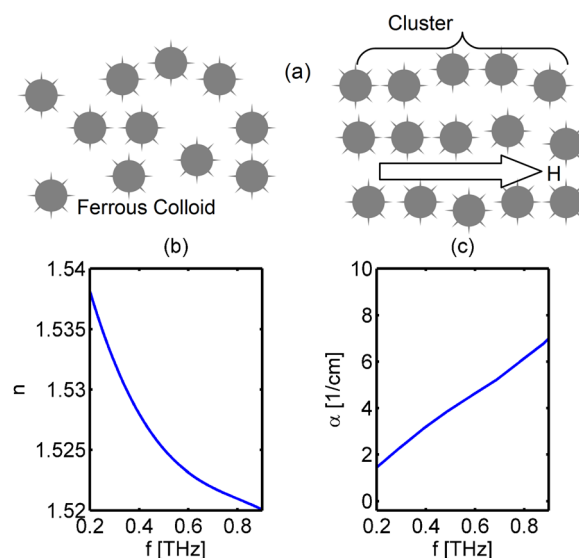 Cluster
(a)
H
Ferrous Colloid
(b)
1.54
1.535
1.53
1.525
1.52
n
0.2 0.4 0.6 0.8
f [THz]
(c)
10
8
6
4
2
0
α [1/cm]
0.2 0.4 0.6 0.8
f [THz]